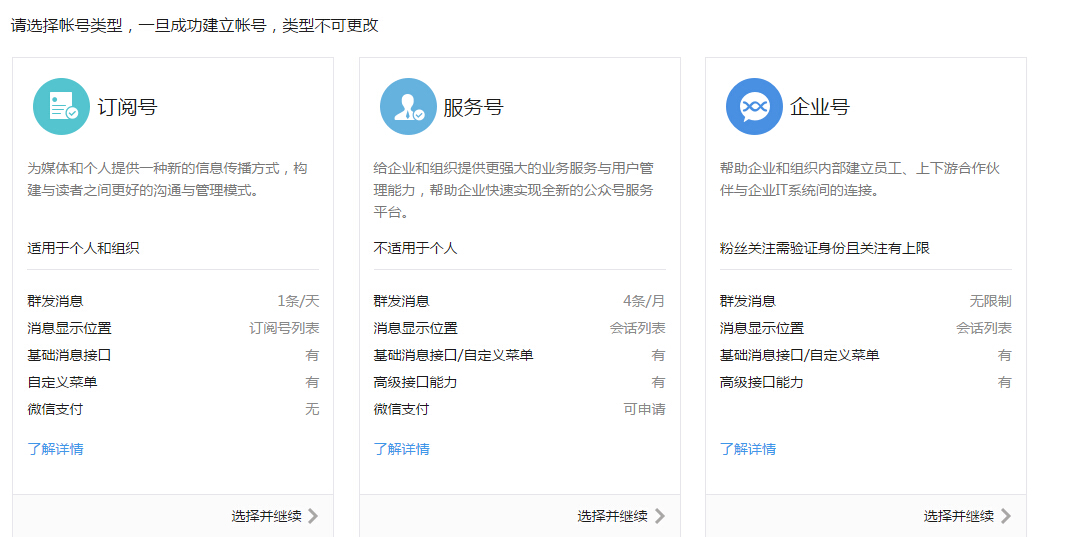 请选择帐号类型，一旦成功建立帐号，类型不可更改
订阅号
为媒体和个人提供一种新的信息传播方式，构
建与读者之间更好的沟通与管理模式。
适用于个人和组织
群发消息 1条/天
消息显示位置 订阅号列表
基础消息接口 有
自定义菜单 有
微信支付 无
了解详情
选择并继续
服务号
给企业和组织提供更强大的业务服务与用户管
理能力，帮助企业快速实现全新的公众号服务
平台。
不适用于个人
群发消息 4条/月
消息显示位置 会话列表
基础消息接口/自定义菜单 有
高级接口能力 有
微信支付 可申请
了解详情
选择并继续
企业号
帮助企业和组织内部建立员工、上下游合作伙
伴与企业IT系统间的连接。
粉丝关注需验证身份且关注有上限
群发消息 无限制
消息显示位置 会话列表
基础消息接口/自定义菜单 有
高级接口能力 有
了解详情
选择并继续